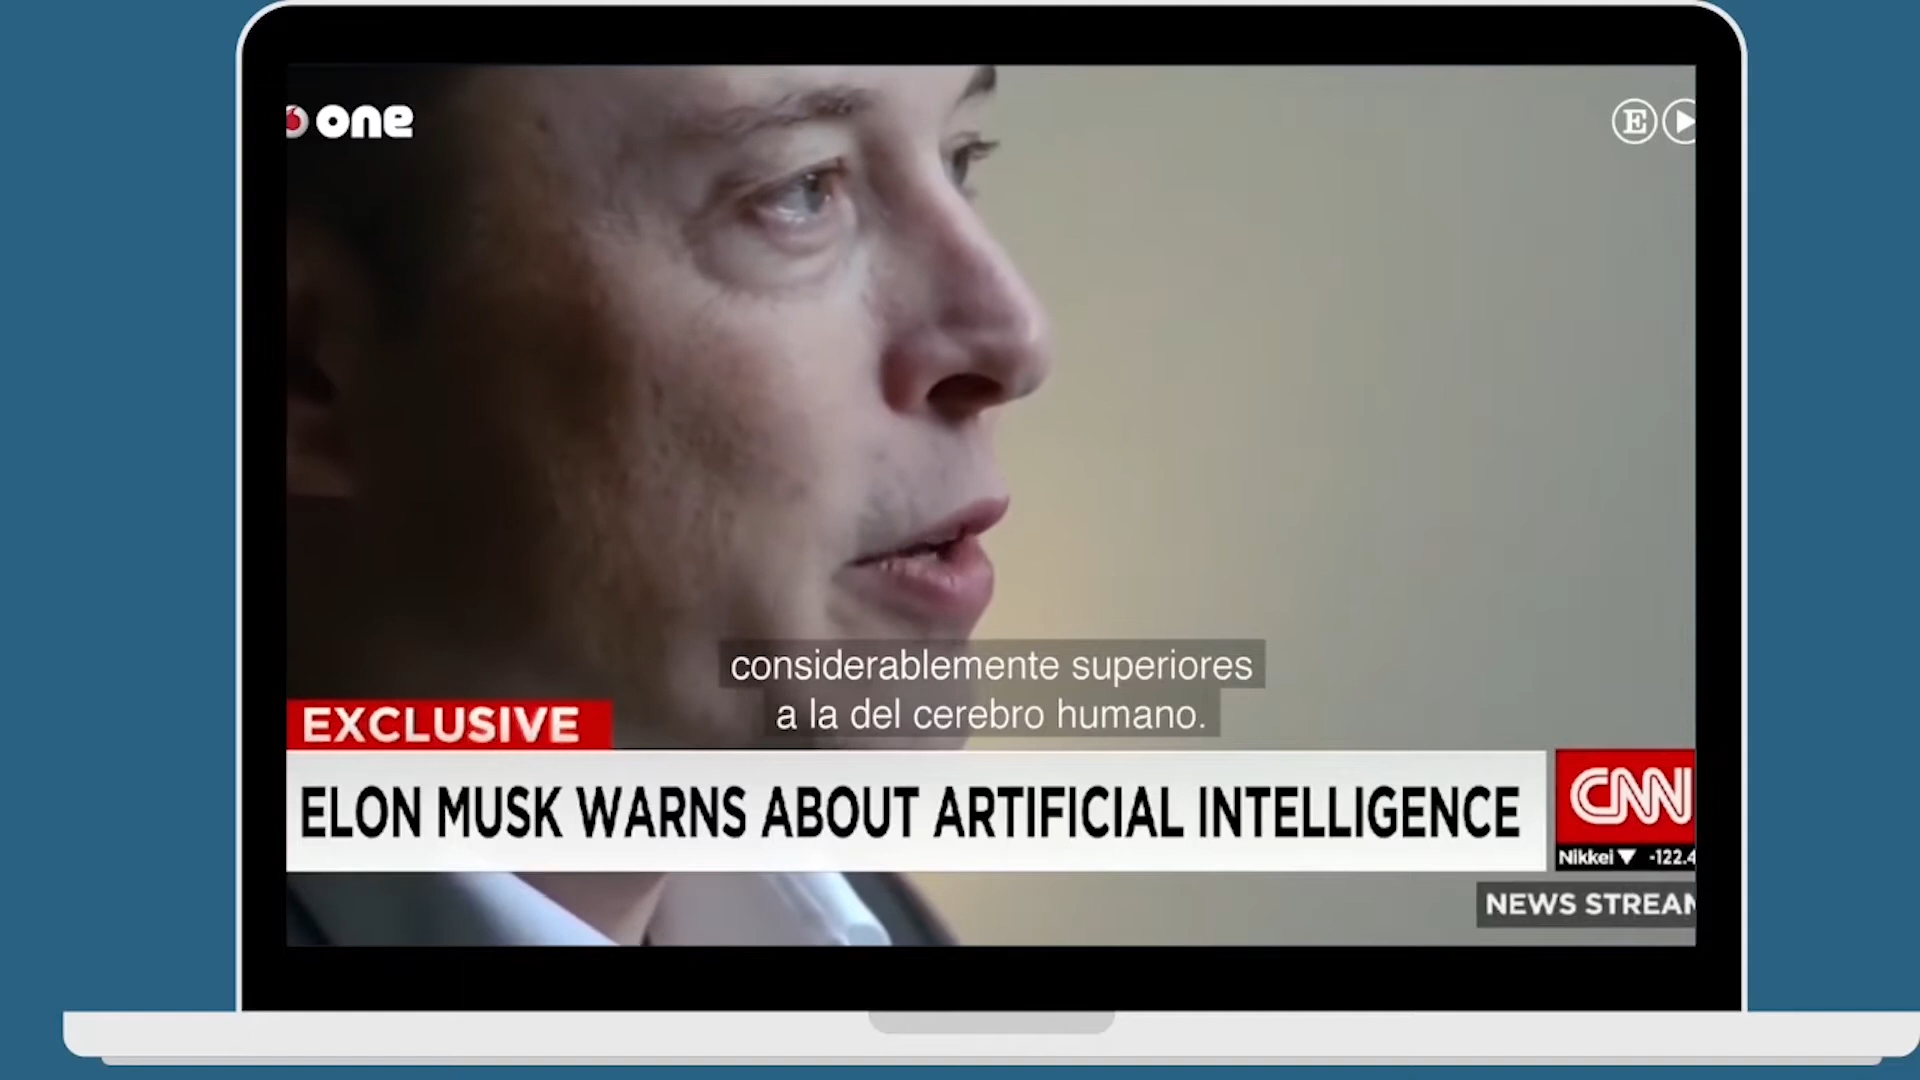 one
E
considerablemente superiores
a la del cerebro humano.
EXCLUSIVE
ELON MUSK WARNS ABOUT ARTIFICIAL INTELLIGENCE
CNN
Nikkei ▼ -122.4
NEWS STREAM